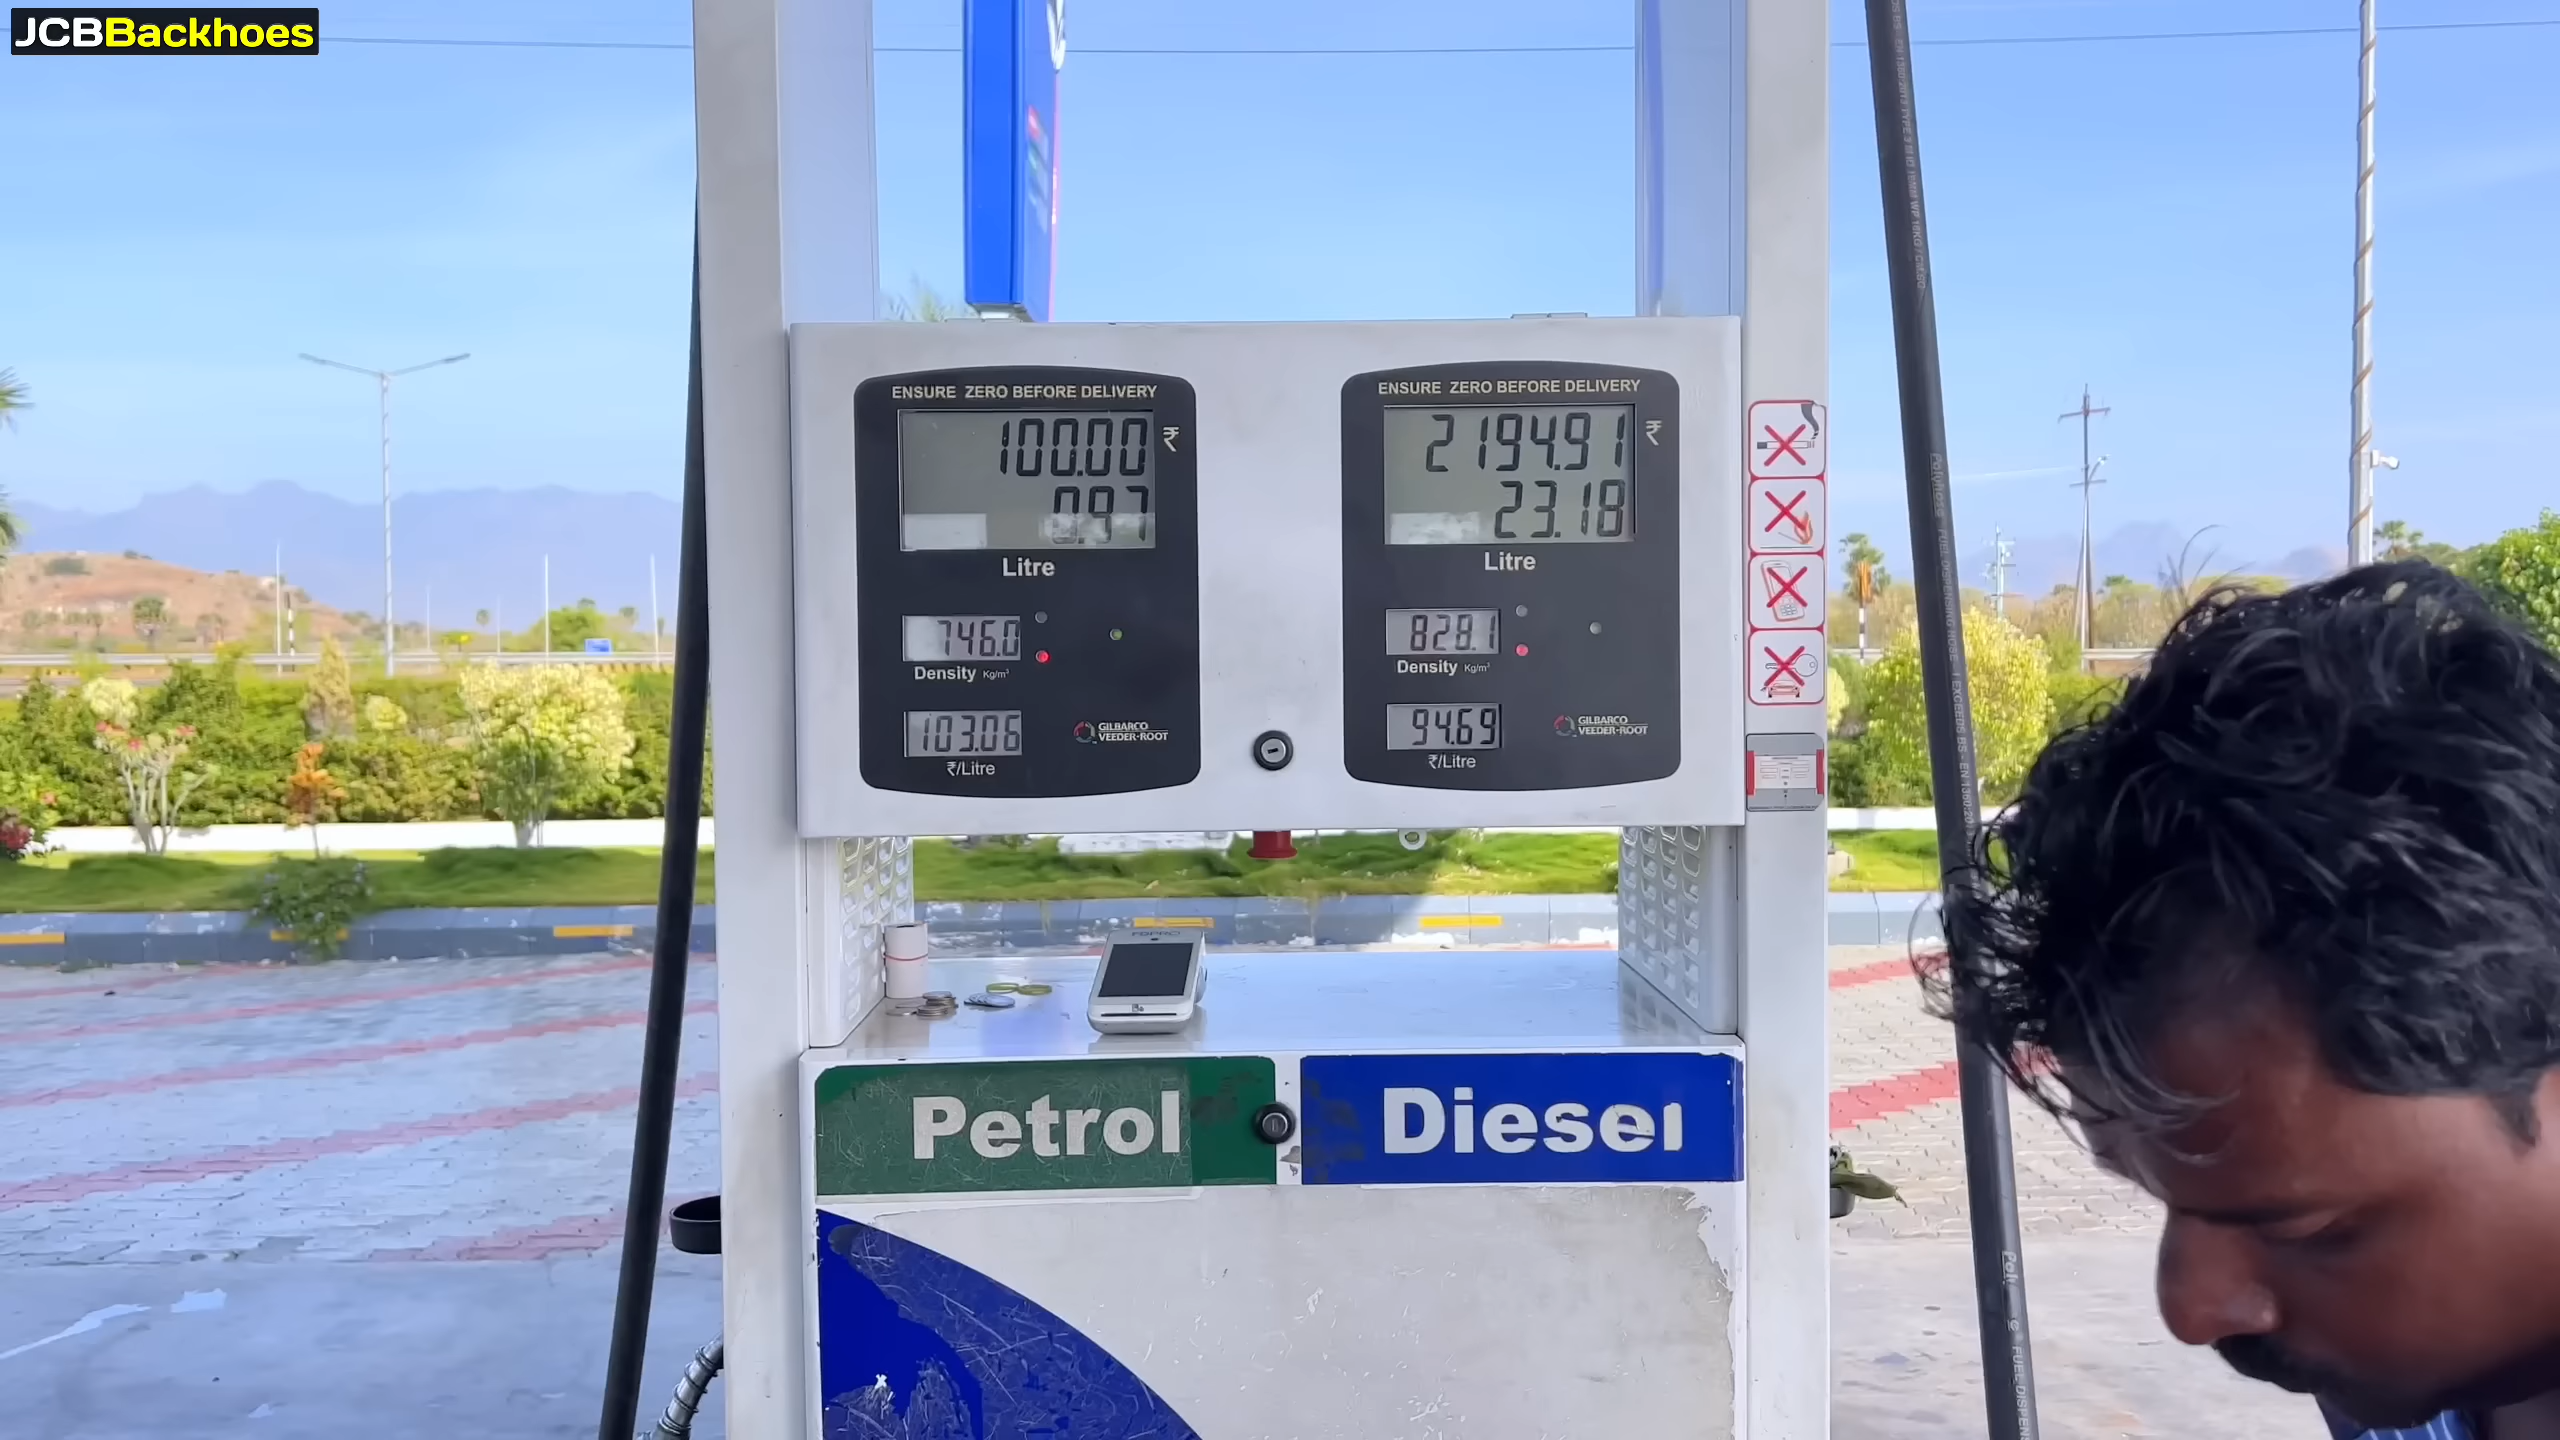 JCBBackhoes
ENSURE ZERO BEFORE DELIVERY
100.00 ₹
0.97
Litre
746.0
Density Kg/m³
103.06
₹/Litre
GILBARCO
VEEDER-ROOT
ENSURE ZERO BEFORE DELIVERY
2194.91 ₹
23.18
Litre
828.1
Density Kg/m³
94.69
₹/Litre
GILBARCO
VEEDER-ROOT
Petrol
Diesel